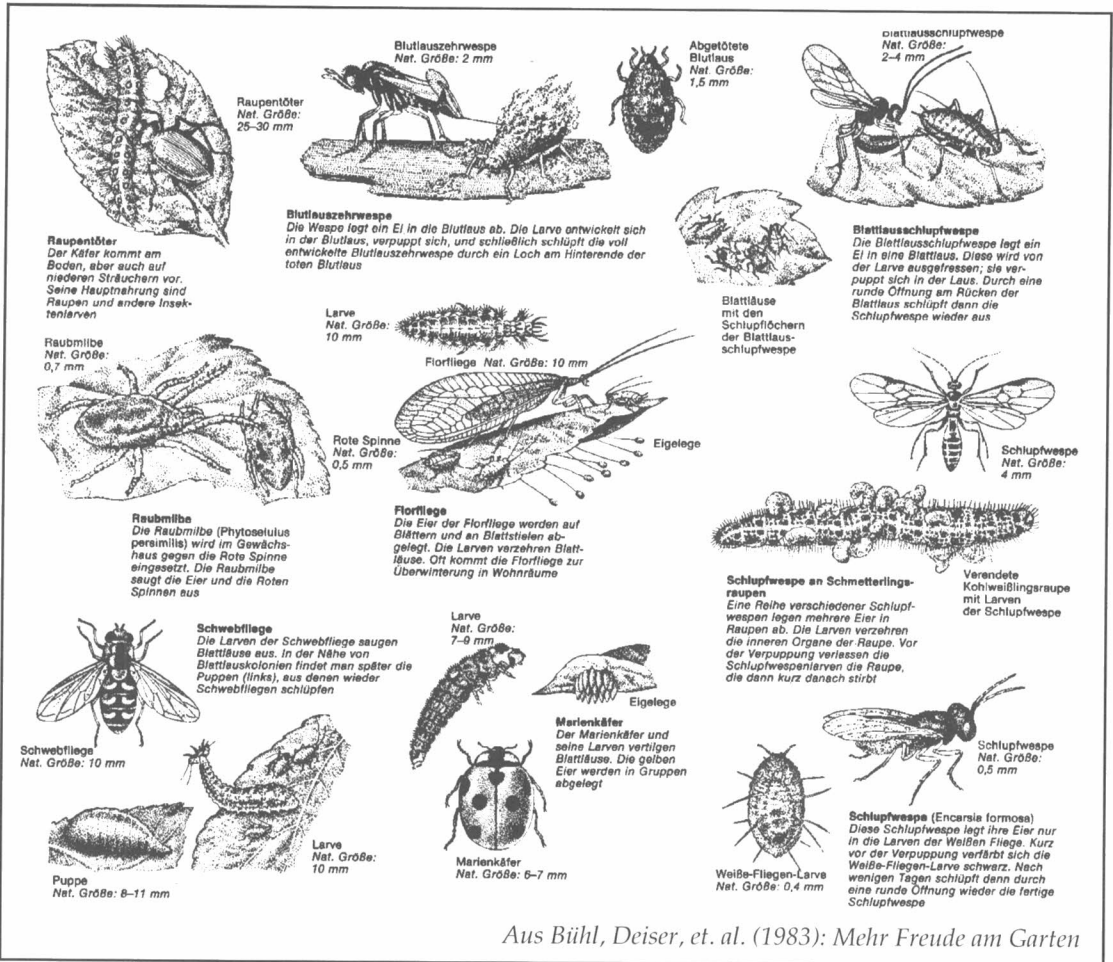 Raupentöter
Nat. Größe:
25–30 mm
Raupentöter
Der Käfer kommt am
Boden, aber auch auf
niederen Sträuchern vor.
Seine Hauptnahrung sind
Raupen und andere Insek-
tenlarven
Blutlauszehrwespe
Nat. Größe: 2 mm
Abgetötete
Blutlaus
Nat. Größe:
1,5 mm
Blutlauszehrwespe
Die Wespe legt ein Ei in die Blutlaus ab. Die Larve entwickelt sich
in der Blutlaus, verpuppt sich, und schließlich schlüpft die voll
entwickelte Blutlauszehrwespe durch ein Loch am Hinterende der
toten Blutlaus
Blattlausschlupfwespe
Nat. Größe:
2–4 mm
Blattläuse
mit den
Schlupflöchern
der Blattlaus-
schlupfwespe
Blattlausschlupfwespe
Die Blattlausschlupfwespe legt ein
Ei in eine Blattlaus. Diese wird von
der Larve ausgefressen; sie ver-
puppt sich in der Laus. Durch eine
runde Öffnung am Rücken der
Blattlaus schlüpft dann die
Schlupfwespe wieder aus
Raubmilbe
Nat. Größe:
0,7 mm
Rote Spinne
Nat. Größe:
0,5 mm
Raubmilbe
Die Raubmilbe (Phytoseiulus
persimilis) wird im Gewächs-
haus gegen die Rote Spinne
eingesetzt. Die Raubmilbe
saugt die Eier und die Roten
Spinnen aus
Larve
Nat. Größe:
10 mm
Florfliege Nat. Größe: 10 mm
Eigelege
Florfliege
Die Eier der Florfliege werden auf
Blättern und an Blattstielen ab-
gelegt. Die Larven verzehren Blatt-
läuse. Oft kommt die Florfliege zur
Überwinterung in Wohnräume
Schlupfwespe
Nat. Größe:
4 mm
Schlupfwespe an Schmetterlings-
raupen
Eine Reihe verschiedener Schlupf-
wespen legen mehrere Eier in
Raupen ab. Die Larven verzehren
die inneren Organe der Raupe. Vor
der Verpuppung verlassen die
Schlupfwespenlarven die Raupe,
die dann kurz danach stirbt
Verendete
Kohlweißlingsraupe
mit Larven
der Schlupfwespe
Schwebfliege
Die Larven der Schwebfliege saugen
Blattläuse aus. In der Nähe von
Blattlauskolonien findet man später die
Puppen (links), aus denen wieder
Schwebfliegen schlüpfen
Schwebfliege
Nat. Größe: 10 mm
Puppe
Nat. Größe: 8–11 mm
Larve
Nat. Größe:
10 mm
Larve
Nat. Größe:
7–9 mm
Eigelege
Marienkäfer
Der Marienkäfer und
seine Larven vertilgen
Blattläuse. Die gelben
Eier werden in Gruppen
abgelegt
Marienkäfer
Nat. Größe: 6–7 mm
Weiße-Fliegen-Larve
Nat. Größe: 0,4 mm
Schlupfwespe
Nat. Größe:
0,5 mm
Schlupfwespe (Encarsia formosa)
Diese Schlupfwespe legt ihre Eier nur
in die Larven der Weißen Fliege. Kurz
vor der Verpuppung verfärbt sich die
Weiße-Fliegen-Larve schwarz. Nach
wenigen Tagen schlüpft dann durch
eine runde Öffnung wieder die fertige
Schlupfwespe
Aus Bühl, Deiser, et. al. (1983): Mehr Freude am Garten